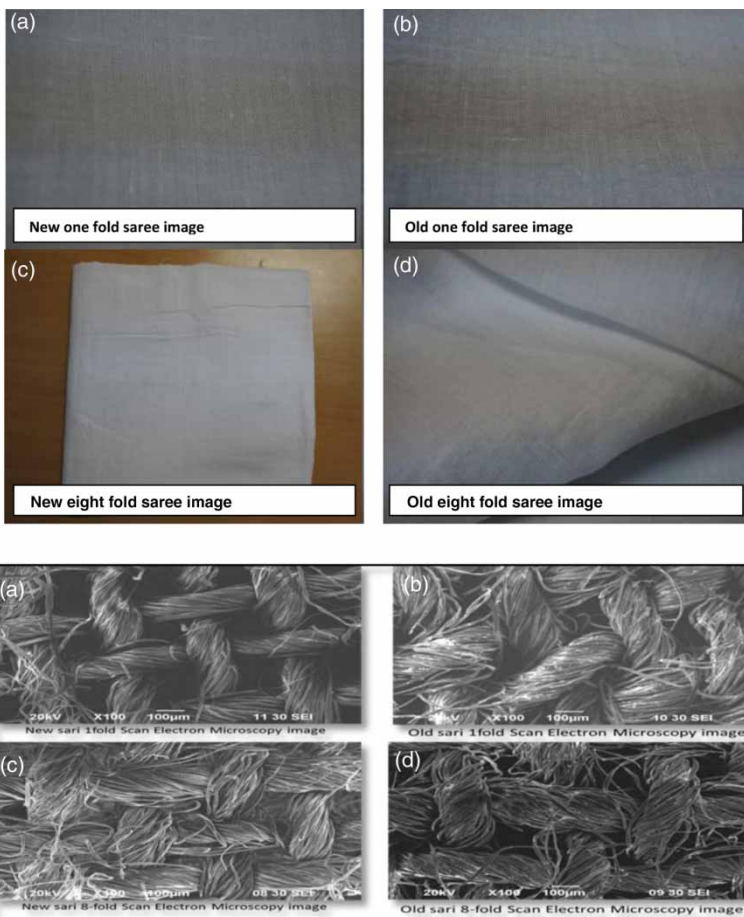 (a)
(b)
New one fold saree image
Old one fold saree image
(c)
(d)
New eight fold saree image
Old eight fold saree image
(a)
(b)
20kV X100 100µm 11 30 SEI
20kV X100 100µm 10 30 SEI
New sari 1fold Scan Electron Microscopy image
Old sari 1fold Scan Electron Microscopy image
(c)
(d)
20kV X100 100µm 08 30 SEI
20kV X100 100µm 09 30 SEI
New sari 8-fold Scan Electron Microscopy image
Old sari 8-fold Scan Electron Microscopy image